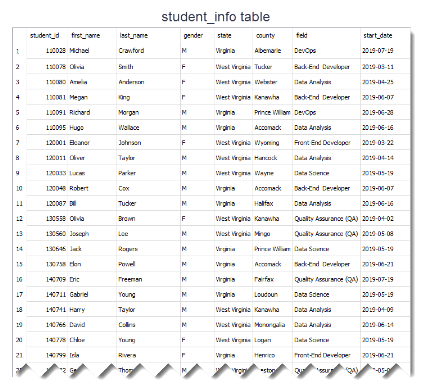 student_info table
student_id first_name last_name gender state county field start_date
1 110028 Michael Crawford M Virginia Albemarle DevOps 2019-07-19
2 110078 Olivia Smith F West Virginia Tucker Back-End Developer 2019-03-11
3 110080 Amelia Anderson F West Virginia Webster Data Analysis 2019-04-25
4 110081 Megan King F West Virginia Kanawha Back-End Developer 2019-06-07
5 110091 Richard Morgan M Virginia Prince William DevOps 2019-06-28
6 110095 Hugo Wallace M Virginia Accomack Data Analysis 2019-06-16
7 120001 Eleanor Johnson F West Virginia Wyoming Front-End Developer 2019-03-22
8 120011 Oliver Taylor M West Virginia Hancock Data Analysis 2019-04-14
9 120033 Lucas Parker M West Virginia Wayne Data Science 2019-05-19
10 120048 Robert Cox M Virginia Accomack Back-End Developer 2019-06-07
11 120087 Bill Tucker M Virginia Halifax Data Analysis 2019-06-16
12 130558 Olivia Brown F West Virginia Kanawha Quality Assurance (QA) 2019-04-02
13 130560 Joseph Lee M West Virginia Mingo Quality Assurance (QA) 2019-05-08
14 130646 Jack Rogers M Virginia Prince William Data Science 2019-05-19
15 130758 Elon Powell M Virginia Accomack Back-End Developer 2019-06-21
16 140709 Eric Freeman M Virginia Fairfax Quality Assurance (QA) 2019-07-19
17 140711 Gabriel Young M Virginia Loudoun Data Science 2019-05-19
18 140741 Harry Taylor M West Virginia Kanawha Data Analysis 2019-04-09
19 140766 David Collins M West Virginia Monongalia Data Analysis 2019-06-14
20 140778 Chloe Young F West Virginia Logan Data Science 2019-05-19
21 140799 Isla Rivera F Virginia Henrico Front-End Developer 2019-06-21